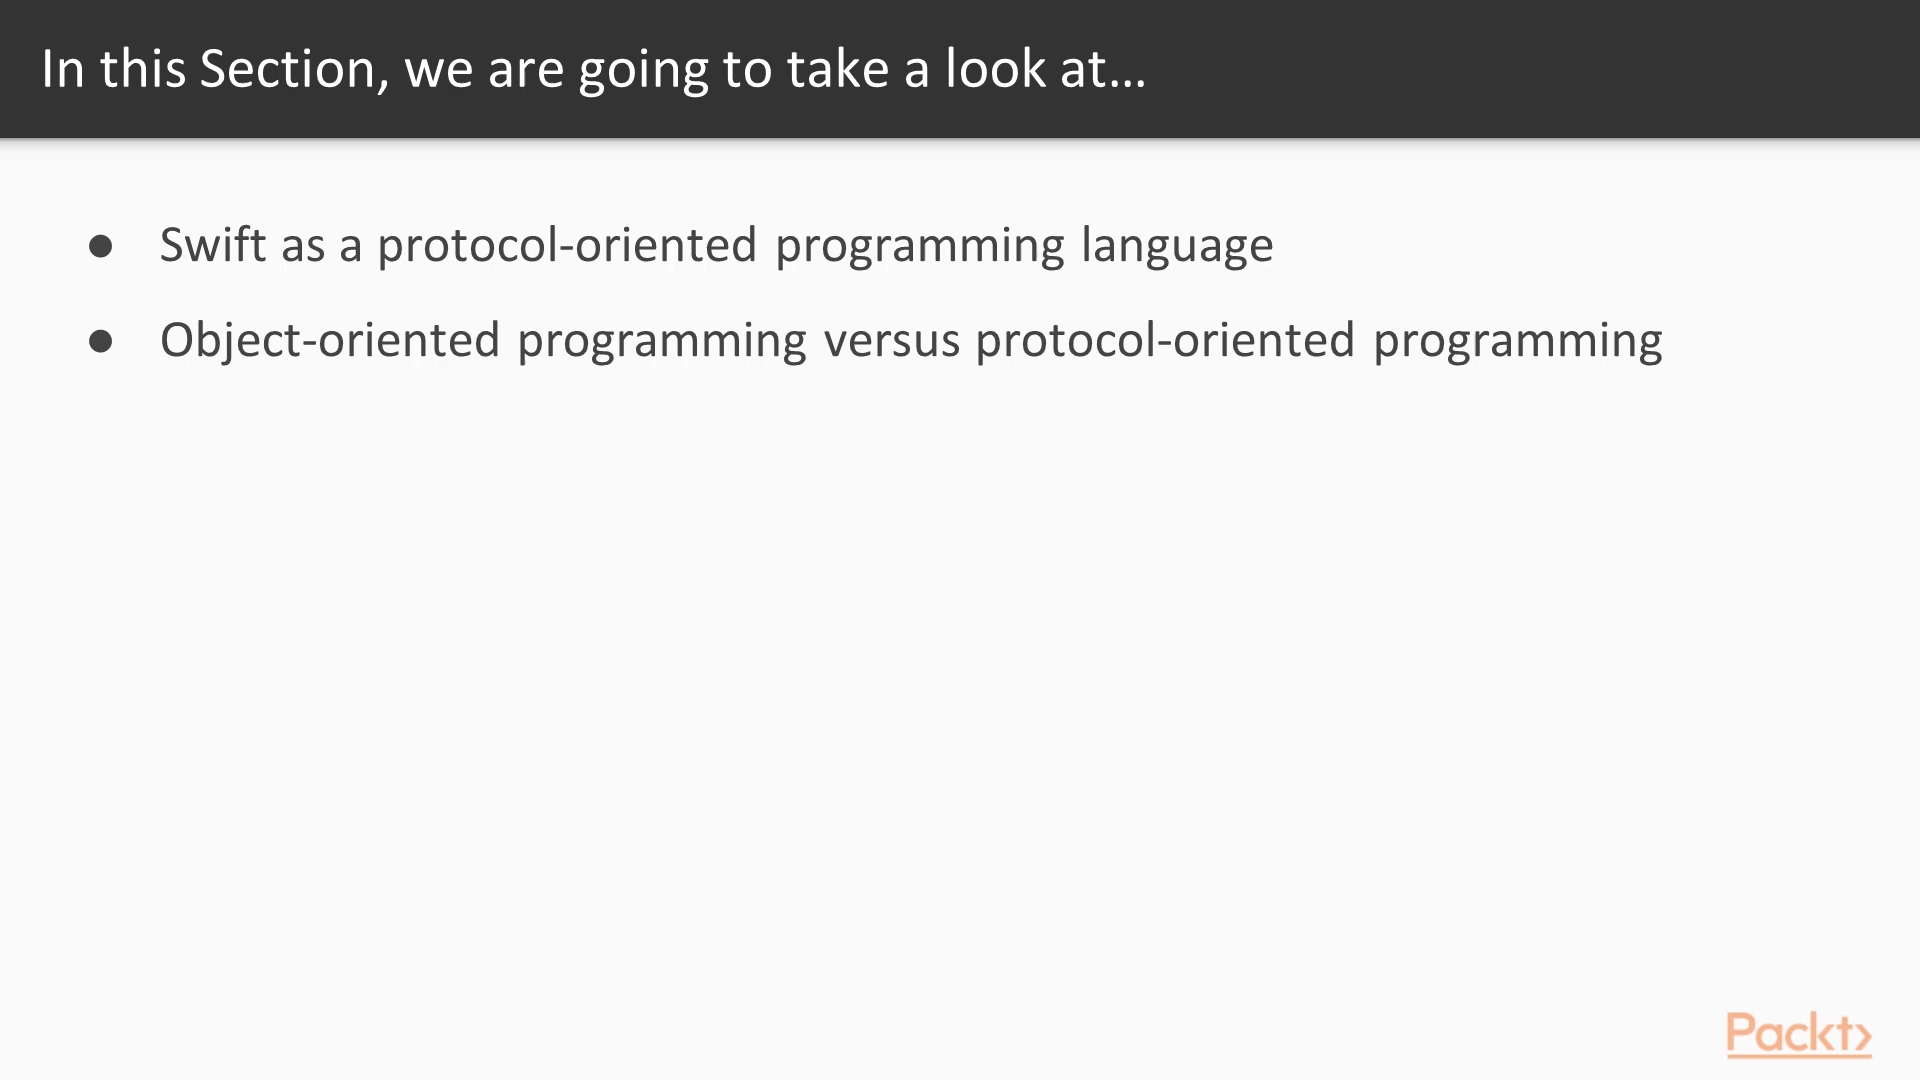 In this Section, we are going to take a look at...
● Swift as a protocol-oriented programming language
● Object-oriented programming versus protocol-oriented programming
Packt>